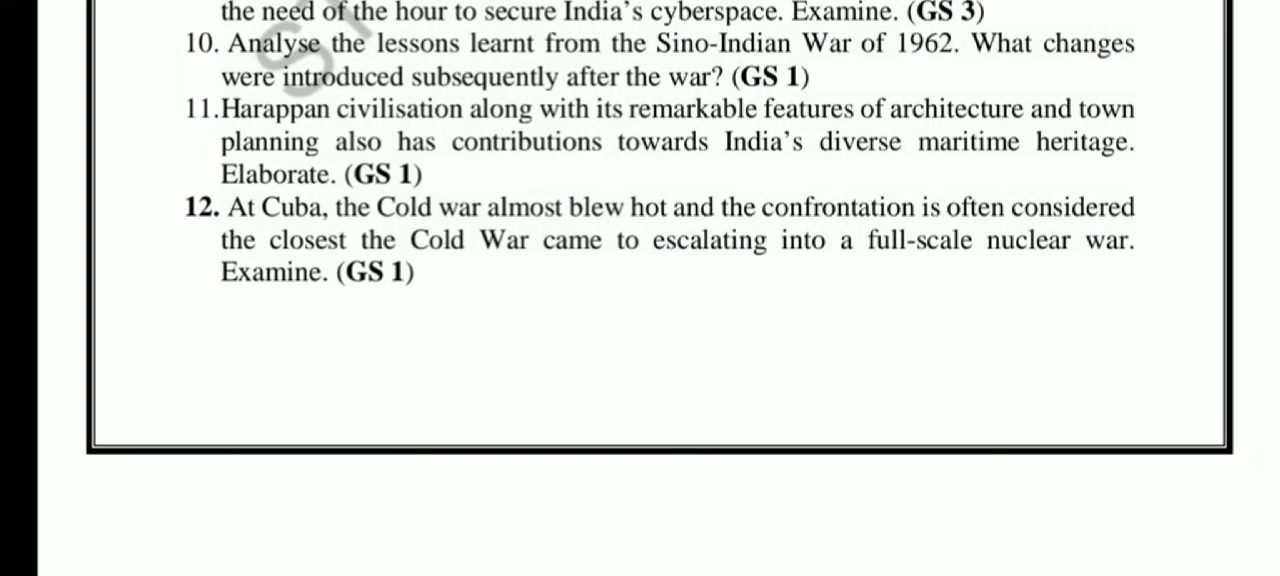 the need of the hour to secure India's cyberspace. Examine. (GS 3)
10. Analyse the lessons learnt from the Sino-Indian War of 1962. What changes
were introduced subsequently after the war? (GS 1)
11.Harappan civilisation along with its remarkable features of architecture and town
planning also has contributions towards India's diverse maritime heritage.
Elaborate. (GS 1)
12. At Cuba, the Cold war almost blew hot and the confrontation is often considered
the closest the Cold War came to escalating into a full-scale nuclear war.
Examine. (GS 1)